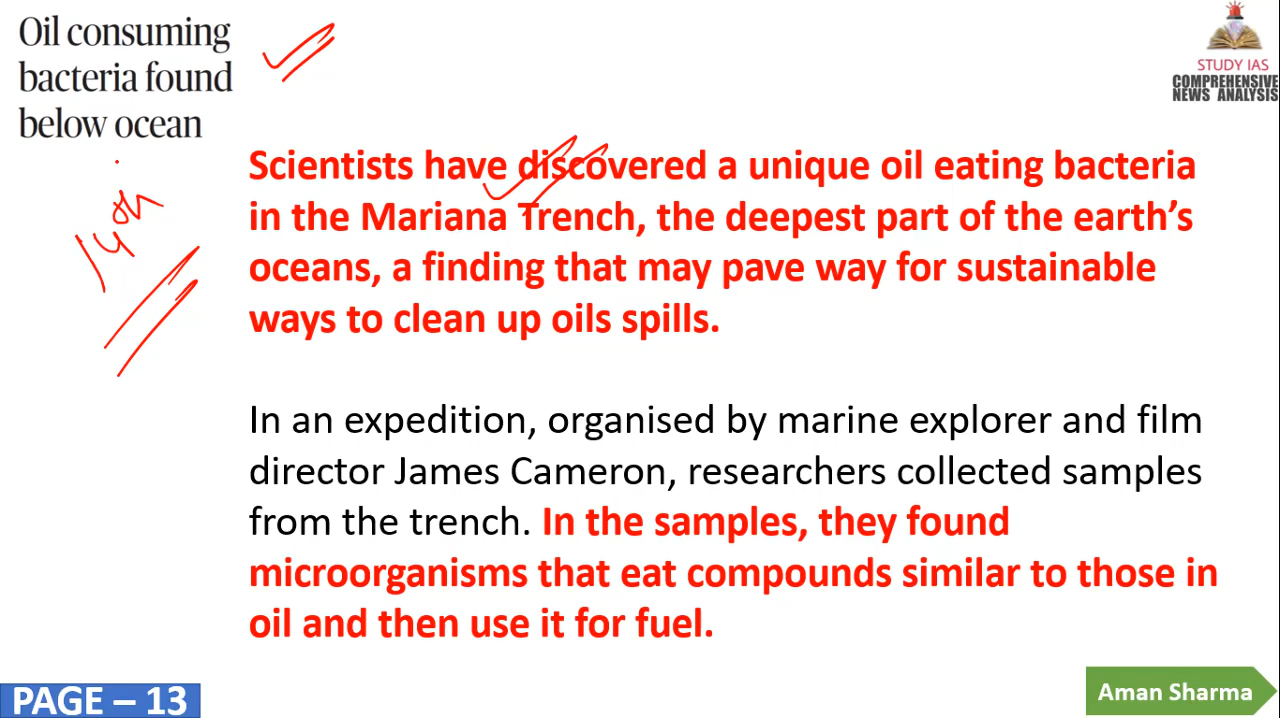 Oil consuming
bacteria found
below ocean
STUDY IAS
COMPREHENSIVE
NEWS ANALYSIS
14th
Scientists have discovered a unique oil eating bacteria
in the Mariana Trench, the deepest part of the earth’s
oceans, a finding that may pave way for sustainable
ways to clean up oils spills.
In an expedition, organised by marine explorer and film
director James Cameron, researchers collected samples
from the trench. In the samples, they found
microorganisms that eat compounds similar to those in
oil and then use it for fuel.
PAGE – 13
Aman Sharma